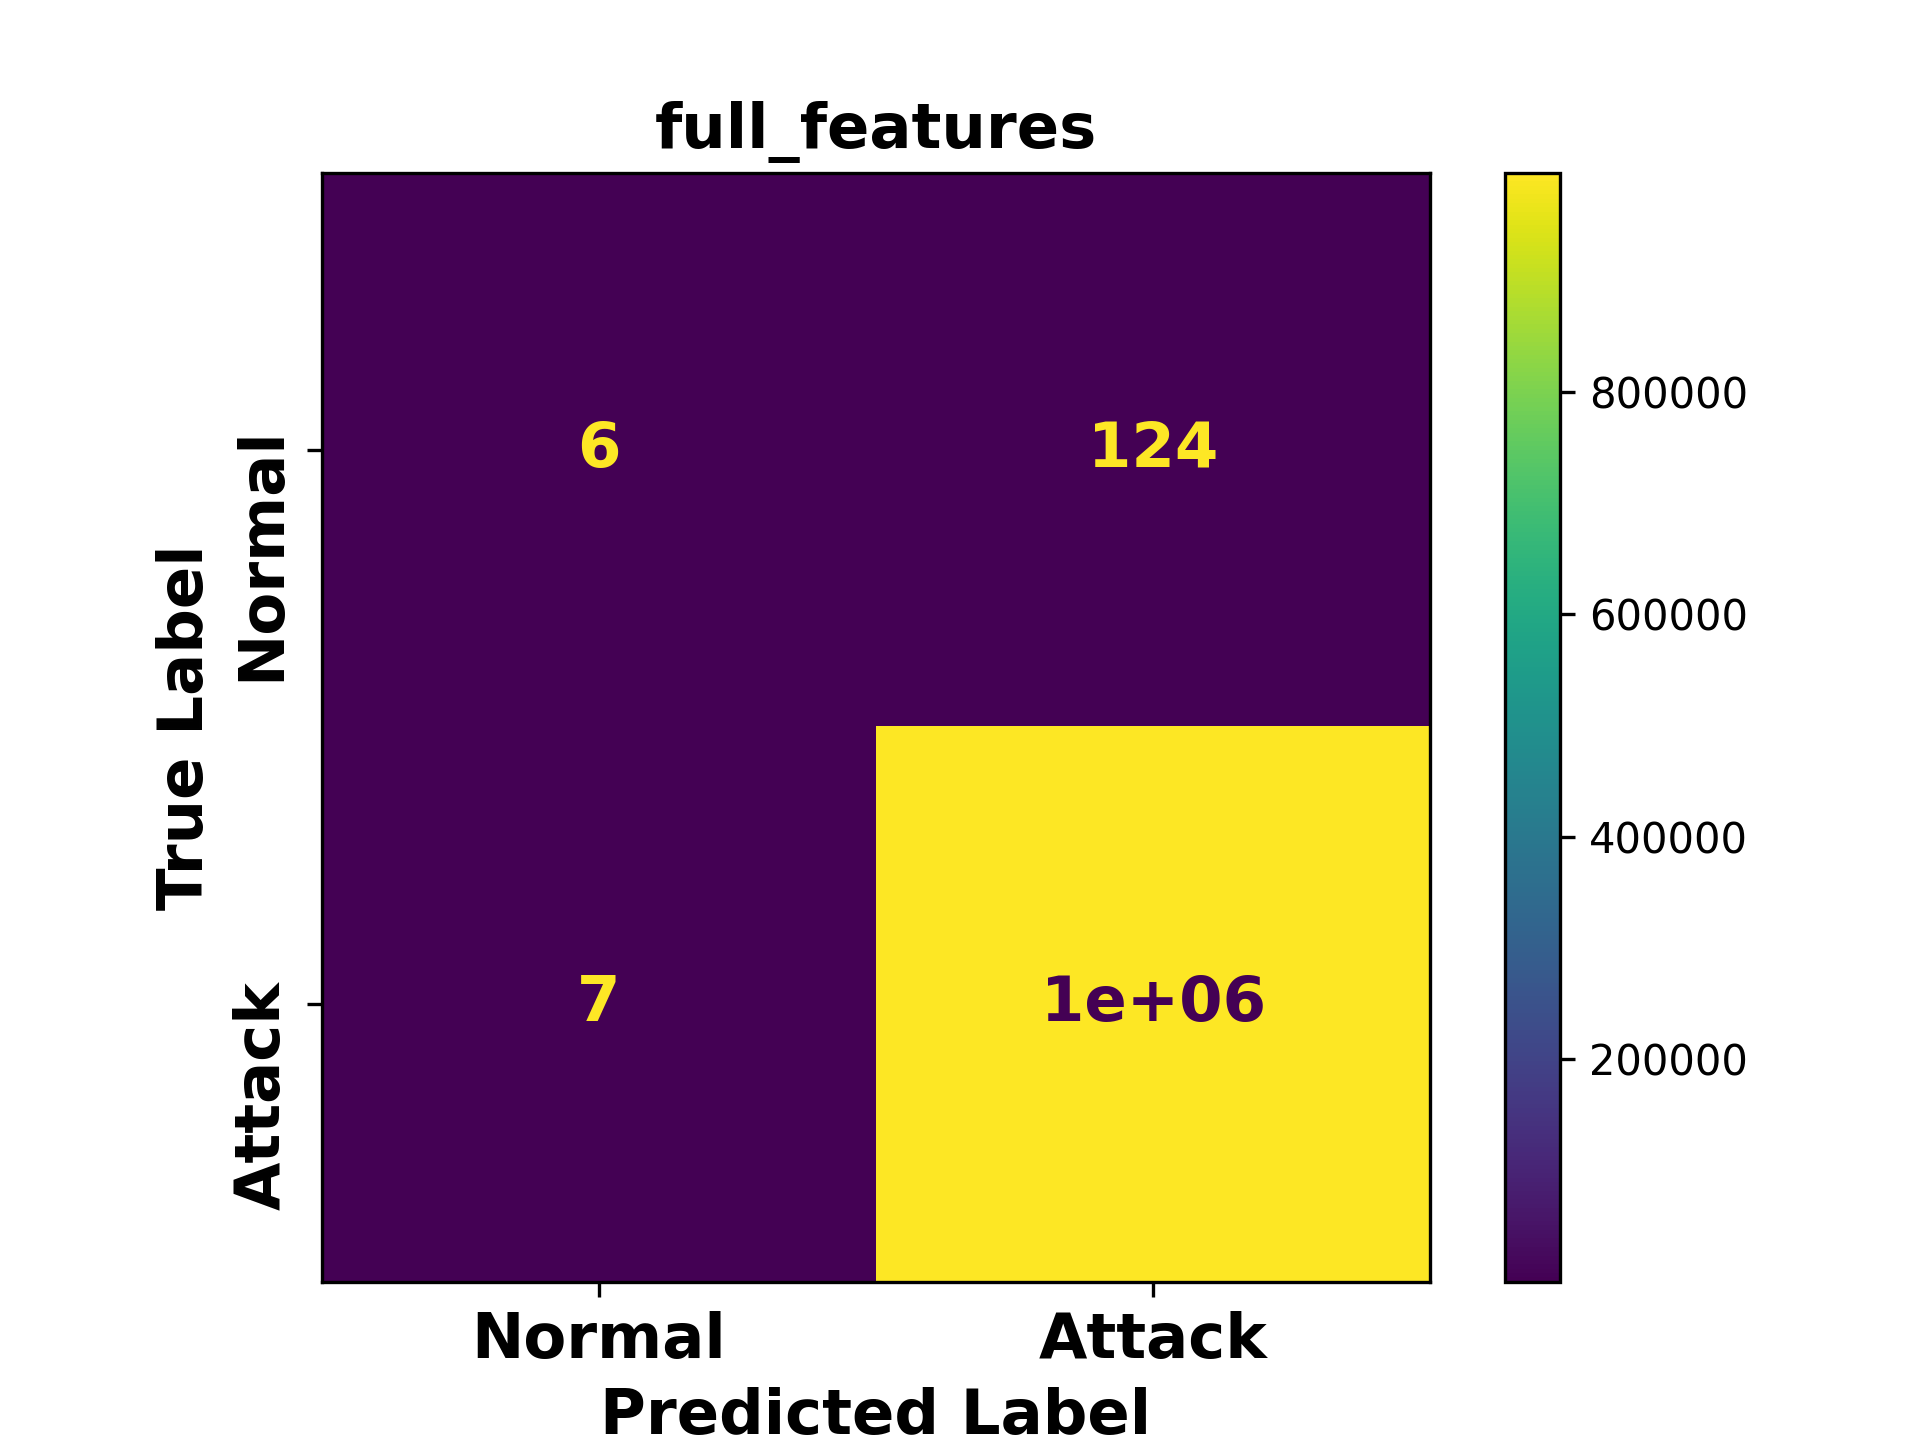 full_features
True Label
Normal
Attack
6
124
7
1e+06
Normal
Attack
Predicted Label
800000
600000
400000
200000